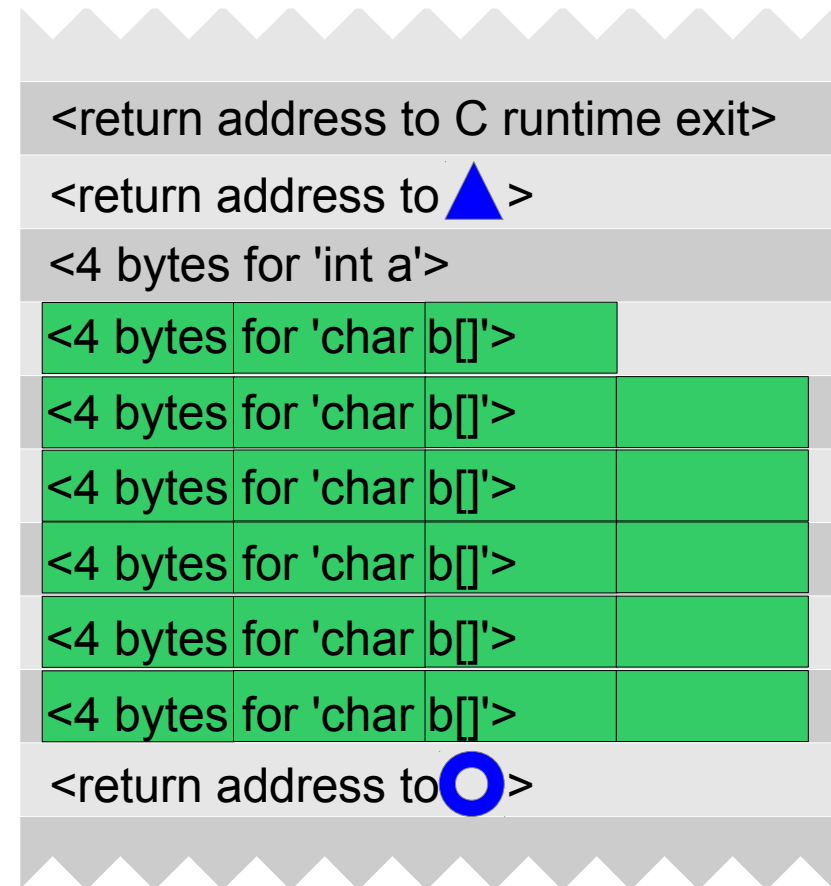 <return address to C runtime exit>
<return address to >
<4 bytes for 'int a'>
<4 bytes for 'char b[]'>
<4 bytes for 'char b[]'>
<4 bytes for 'char b[]'>
<4 bytes for 'char b[]'>
<4 bytes for 'char b[]'>
<4 bytes for 'char b[]'>
<return address to >